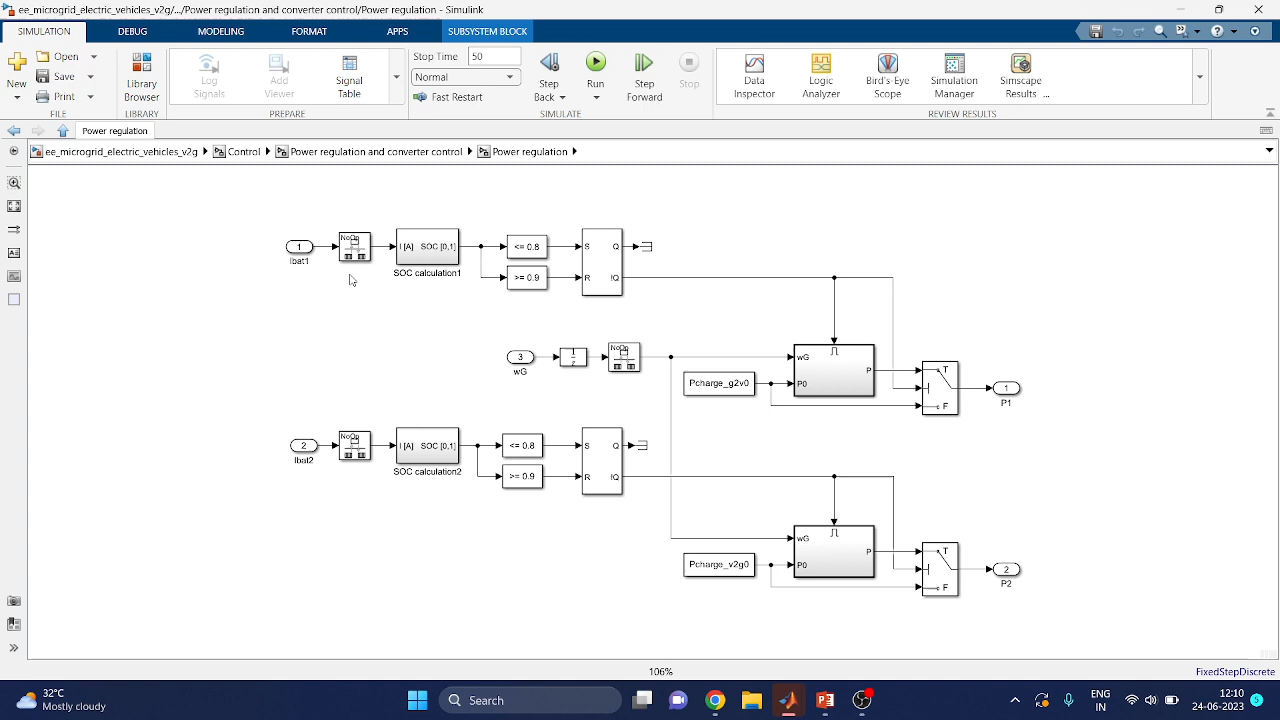 ee_microgrid_electric_vehicles_v2g/.../Power regulation and converter control/Power regulation - Simulink
SIMULATION DEBUG MODELING FORMAT APPS SUBSYSTEM BLOCK
New
Open
Save
Print
FILE
Library Browser
LIBRARY
Log Signals
Add Viewer
Signal Table
PREPARE
Stop Time 50
Normal
Fast Restart
Step Back
Run
Step Forward
Stop
SIMULATE
Data Inspector
Logic Analyzer
Bird's-Eye Scope
Simulation Manager
Simscape Results ...
REVIEW RESULTS
Power regulation
ee_microgrid_electric_vehicles_v2g Control Power regulation and converter control Power regulation
1
Ibat1
NoOp
I [A] SOC [0,1]
SOC calculation1
<= 0.8
>= 0.9
S Q
R !Q
3
wG
1
z
NoOp
Pcharge_g2v0
wG
P
P0
T
F
1
P1
2
Ibat2
NoOp
I [A] SOC [0,1]
SOC calculation2
<= 0.8
>= 0.9
S Q
R !Q
Pcharge_v2g0
wG
P
P0
T
F
2
P2
106%
FixedStepDiscrete
32°C
Mostly cloudy
Search
ENG
IN
12:10
24-06-2023
5